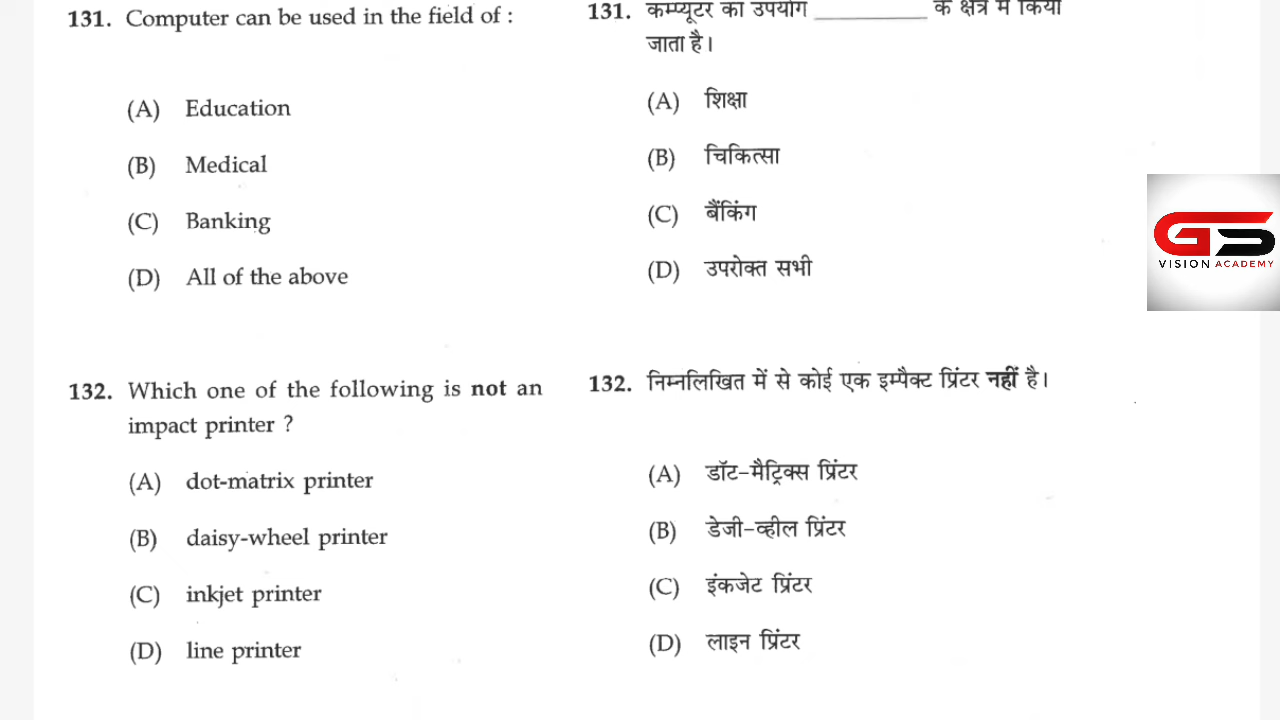 131. Computer can be used in the field of :
(A) Education
(B) Medical
(C) Banking
(D) All of the above
132. Which one of the following is not an
impact printer ?
(A) dot-matrix printer
(B) daisy-wheel printer
(C) inkjet printer
(D) line printer
131. कम्प्यूटर का उपयोग __________ के क्षेत्र में किया
जाता है।
(A) शिक्षा
(B) चिकित्सा
(C) बैंकिंग
(D) उपरोक्त सभी
132. निम्नलिखित में से कोई एक इम्पैक्ट प्रिंटर नहीं है।
(A) डॉट-मैट्रिक्स प्रिंटर
(B) डेजी-व्हील प्रिंटर
(C) इंकजेट प्रिंटर
(D) लाइन प्रिंटर
GS
VISION ACADEMY